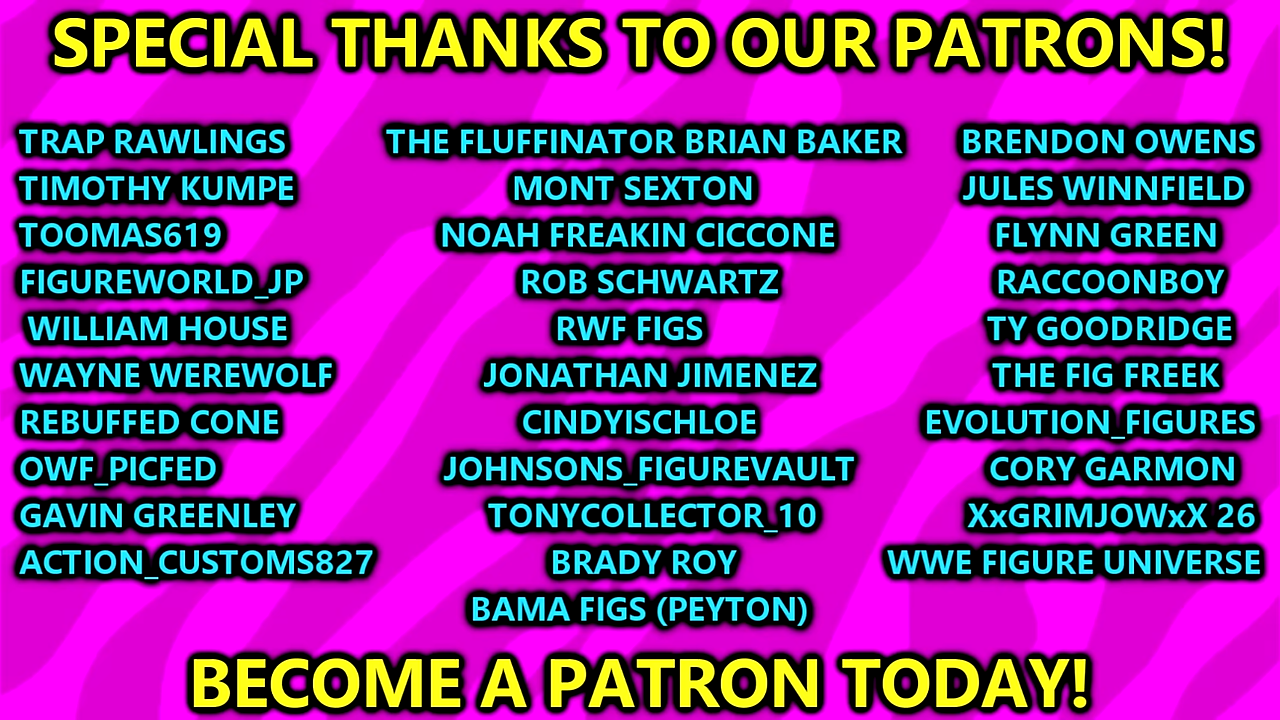 SPECIAL THANKS TO OUR PATRONS!
TRAP RAWLINGS
TIMOTHY KUMPE
TOOMAS619
FIGUREWORLD_JP
WILLIAM HOUSE
WAYNE WEREWOLF
REBUFFED CONE
OWF_PICFED
GAVIN GREENLEY
ACTION_CUSTOMS827
THE FLUFFINATOR BRIAN BAKER
MONT SEXTON
NOAH FREAKIN CICCONE
ROB SCHWARTZ
RWF FIGS
JONATHAN JIMENEZ
CINDYISCHLOE
JOHNSONS_FIGUREVAULT
TONYCOLLECTOR_10
BRADY ROY
BAMA FIGS (PEYTON)
BRENDON OWENS
JULES WINNFIELD
FLYNN GREEN
RACCOONBOY
TY GOODRIDGE
THE FIG FREEK
EVOLUTION_FIGURES
CORY GARMON
XxGRIMJOWxX 26
WWE FIGURE UNIVERSE
BECOME A PATRON TODAY!